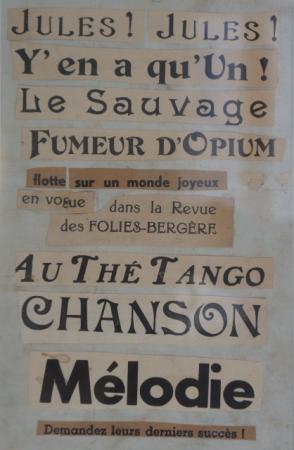 JULES! JULES!
Y'en a qu'Un!
Le Sauvage
FUMEUR D'OPIUM
flotte sur un monde joyeux
en vogue dans la Revue
des FOLIES-BERGÈRE
AU THÉ TANGO
CHANSON
Mélodie
Demandez leurs derniers succès!